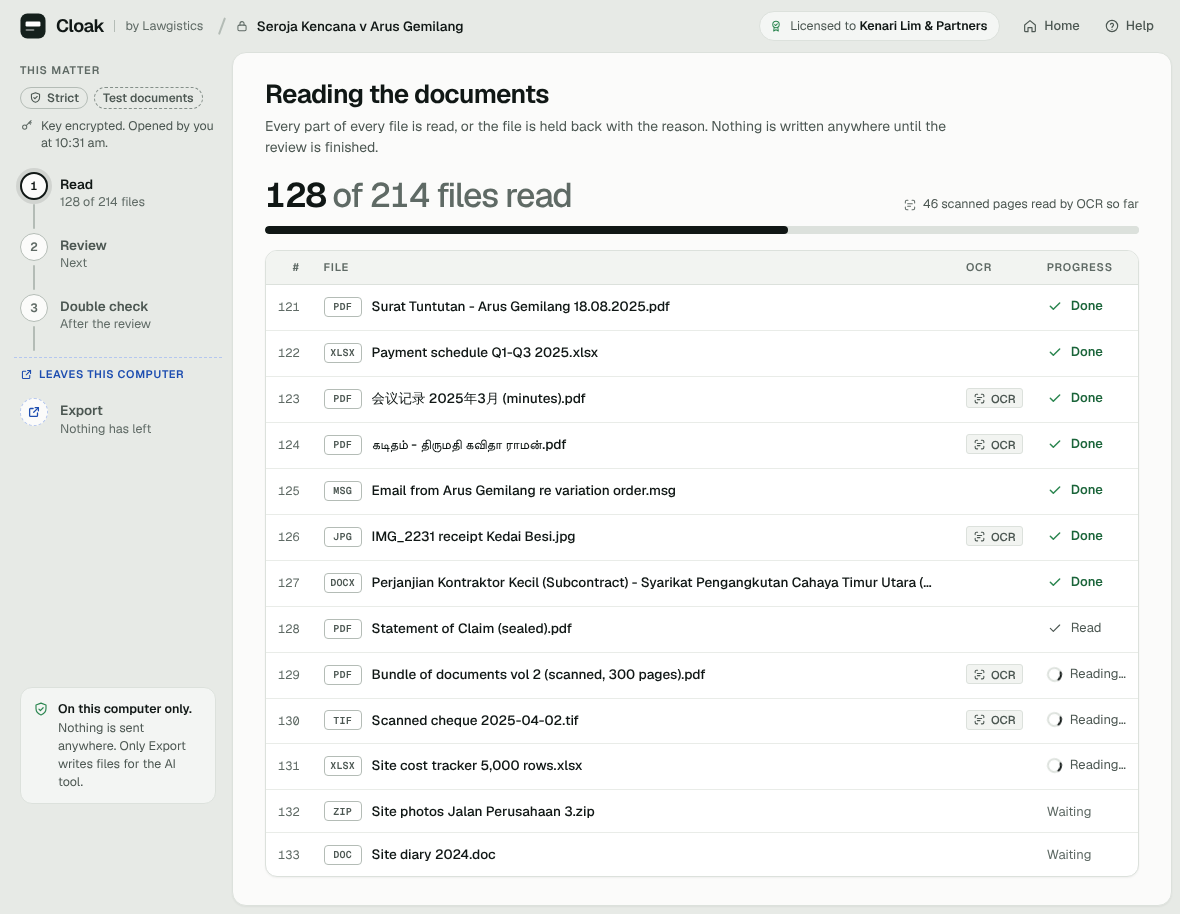 Cloak by Lawgistics / Seroja Kencana v Arus Gemilang
Licensed to Kenari Lim & Partners Home Help
THIS MATTER
Strict Test documents
Key encrypted. Opened by you
at 10:31 am.
1 Read
128 of 214 files
2 Review
Next
3 Double check
After the review
LEAVES THIS COMPUTER
Export
Nothing has left
On this computer only.
Nothing is sent
anywhere. Only Export
writes files for the AI
tool.
Reading the documents
Every part of every file is read, or the file is held back with the reason. Nothing is written anywhere until the
review is finished.
128 of 214 files read
46 scanned pages read by OCR so far
# FILE OCR PROGRESS
121 PDF Surat Tuntutan - Arus Gemilang 18.08.2025.pdf Done
122 XLSX Payment schedule Q1-Q3 2025.xlsx Done
123 PDF 会议记录 2025年3月 (minutes).pdf OCR Done
124 PDF கடிதம் - திருமதி கவிதா ராமன்.pdf OCR Done
125 MSG Email from Arus Gemilang re variation order.msg Done
126 JPG IMG_2231 receipt Kedai Besi.jpg OCR Done
127 DOCX Perjanjian Kontraktor Kecil (Subcontract) - Syarikat Pengangkutan Cahaya Timur Utara (… Done
128 PDF Statement of Claim (sealed).pdf Read
129 PDF Bundle of documents vol 2 (scanned, 300 pages).pdf OCR Reading…
130 TIF Scanned cheque 2025-04-02.tif OCR Reading…
131 XLSX Site cost tracker 5,000 rows.xlsx Reading…
132 ZIP Site photos Jalan Perusahaan 3.zip Waiting
133 DOC Site diary 2024.doc Waiting